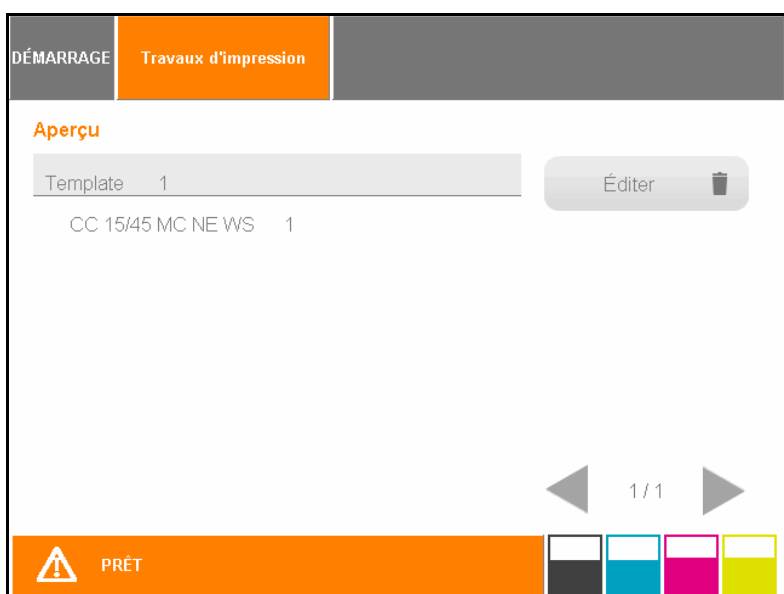 DÉMARRAGE Travaux d'impression
Aperçu
Template 1 Éditer
CC 15/45 MC NE WS 1
1 / 1
PRÊT